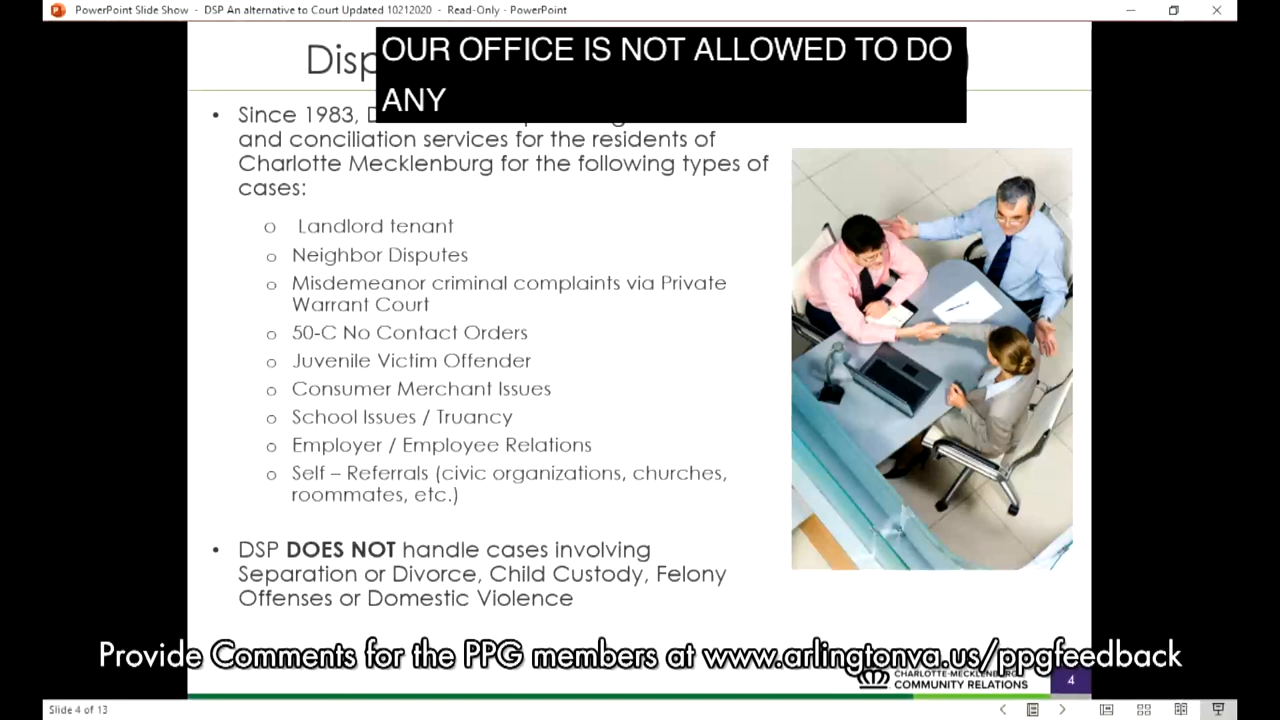 PowerPoint Slide Show - DSP An alternative to Court Updated 10212020 - Read-Only - PowerPoint
OUR OFFICE IS NOT ALLOWED TO DO
ANY
• Since 1983,
and conciliation services for the residents of
Charlotte Mecklenburg for the following types of
cases:
o Landlord tenant
o Neighbor Disputes
o Misdemeanor criminal complaints via Private
Warrant Court
o 50-C No Contact Orders
o Juvenile Victim Offender
o Consumer Merchant Issues
o School Issues / Truancy
o Employer / Employee Relations
o Self – Referrals (civic organizations, churches,
roommates, etc.)
• DSP DOES NOT handle cases involving
Separation or Divorce, Child Custody, Felony
Offenses or Domestic Violence
Provide Comments for the PPG members at www.arlingtonva.us/ppgfeedback
CHARLOTTE-MECKLENBURG
COMMUNITY RELATIONS
4
Slide 4 of 13